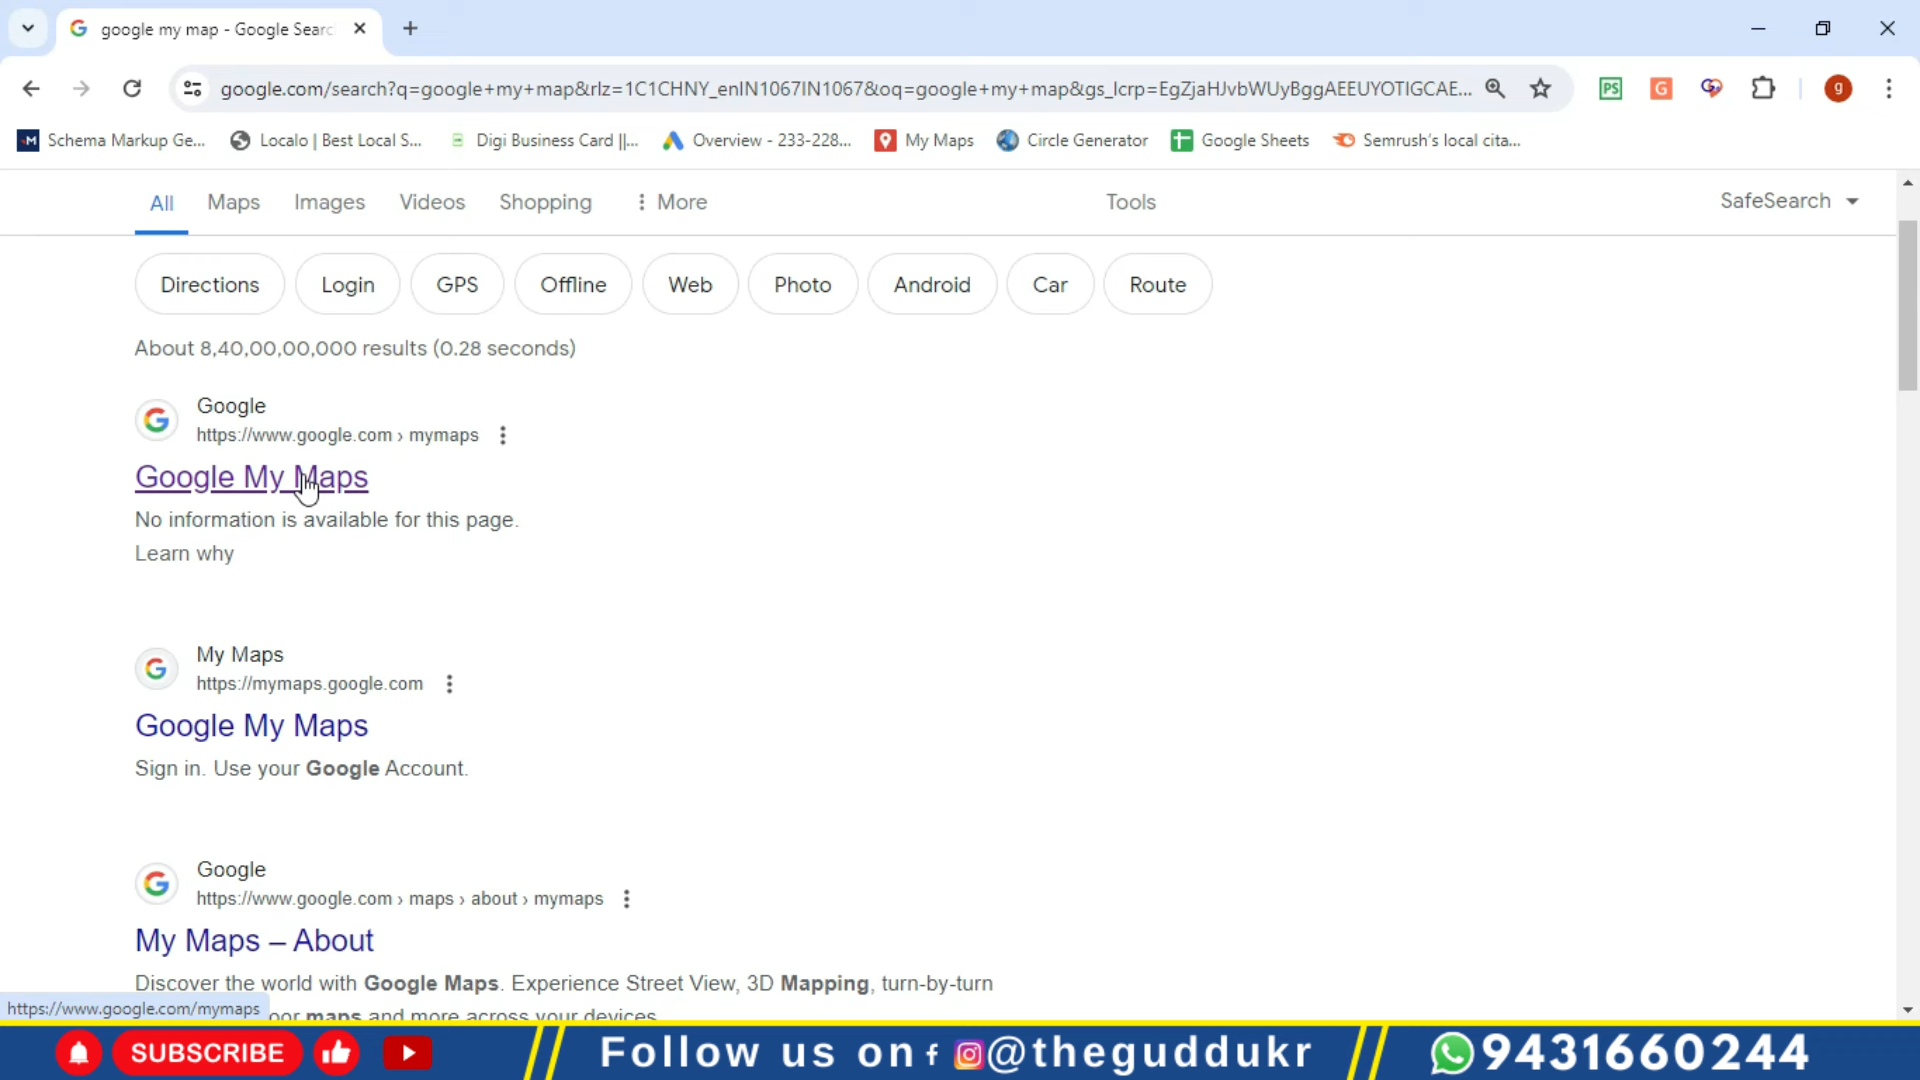 google my map - Google Searc
google.com/search?q=google+my+map&rlz=1C1CHNY_enIN1067IN1067&oq=google+my+map&gs_lcrp=EgZjaHJvbWUyBggAEEUYOTIGCAE...
g
Schema Markup Ge... Localo | Best Local S... Digi Business Card ||... Overview - 233-228... My Maps Circle Generator Google Sheets Semrush's local cita...
All Maps Images Videos Shopping More Tools SafeSearch
Directions Login GPS Offline Web Photo Android Car Route
About 8,40,00,00,000 results (0.28 seconds)
Google
https://www.google.com › mymaps
Google My Maps
No information is available for this page.
Learn why
My Maps
https://mymaps.google.com
Google My Maps
Sign in. Use your Google Account.
Google
https://www.google.com › maps › about › mymaps
My Maps – About
Discover the world with Google Maps. Experience Street View, 3D Mapping, turn-by-turn
maps and more across your devices.
https://www.google.com/mymaps
SUBSCRIBE Follow us on @theguddukr 9431660244